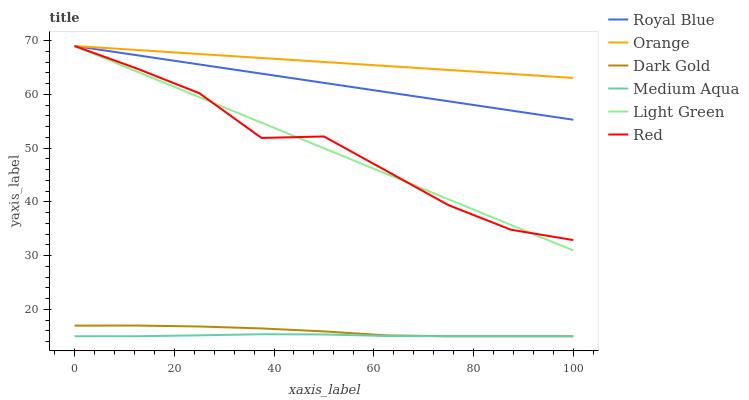 title
Royal Blue
Orange
Dark Gold
Medium Aqua
Light Green
Red
yaxis_label
70
60
50
40
30
20
0 20 40 60 80 100
xaxis_label